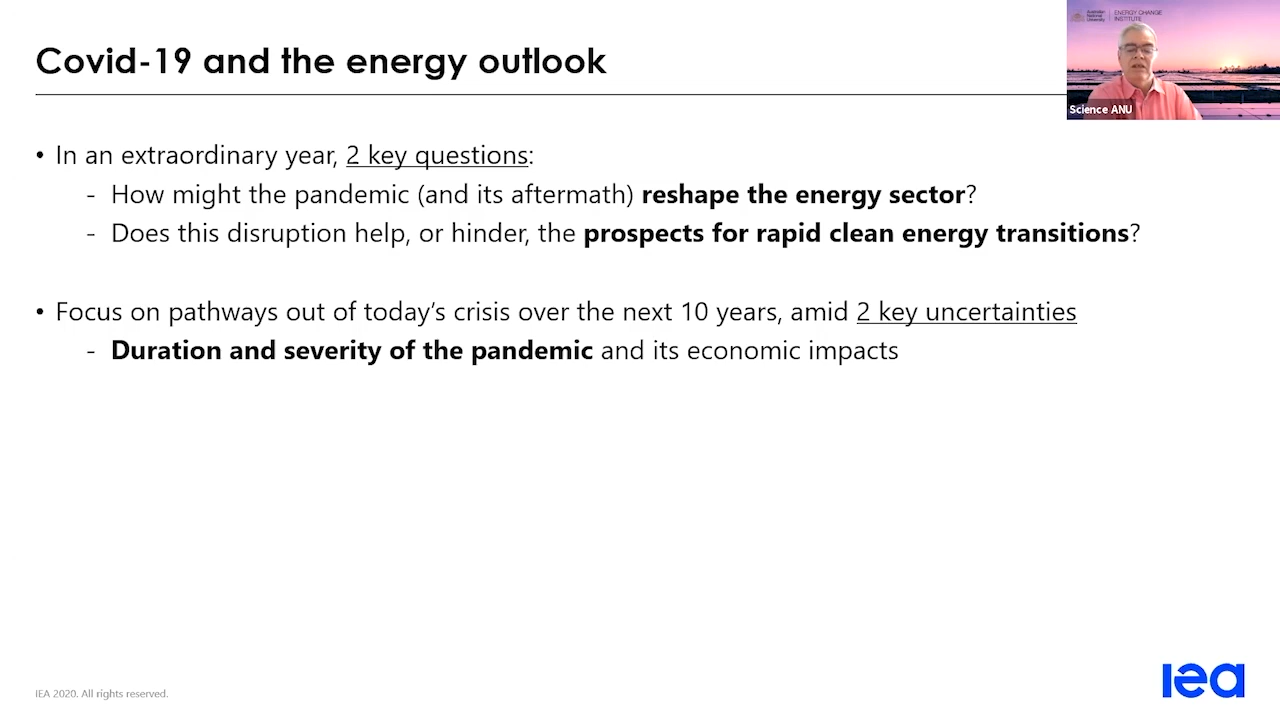 Covid-19 and the energy outlook
Australian National University
ENERGY CHANGE INSTITUTE
Science ANU
• In an extraordinary year, 2 key questions:
- How might the pandemic (and its aftermath) reshape the energy sector?
- Does this disruption help, or hinder, the prospects for rapid clean energy transitions?
• Focus on pathways out of today’s crisis over the next 10 years, amid 2 key uncertainties
- Duration and severity of the pandemic and its economic impacts
IEA 2020. All rights reserved.
iea